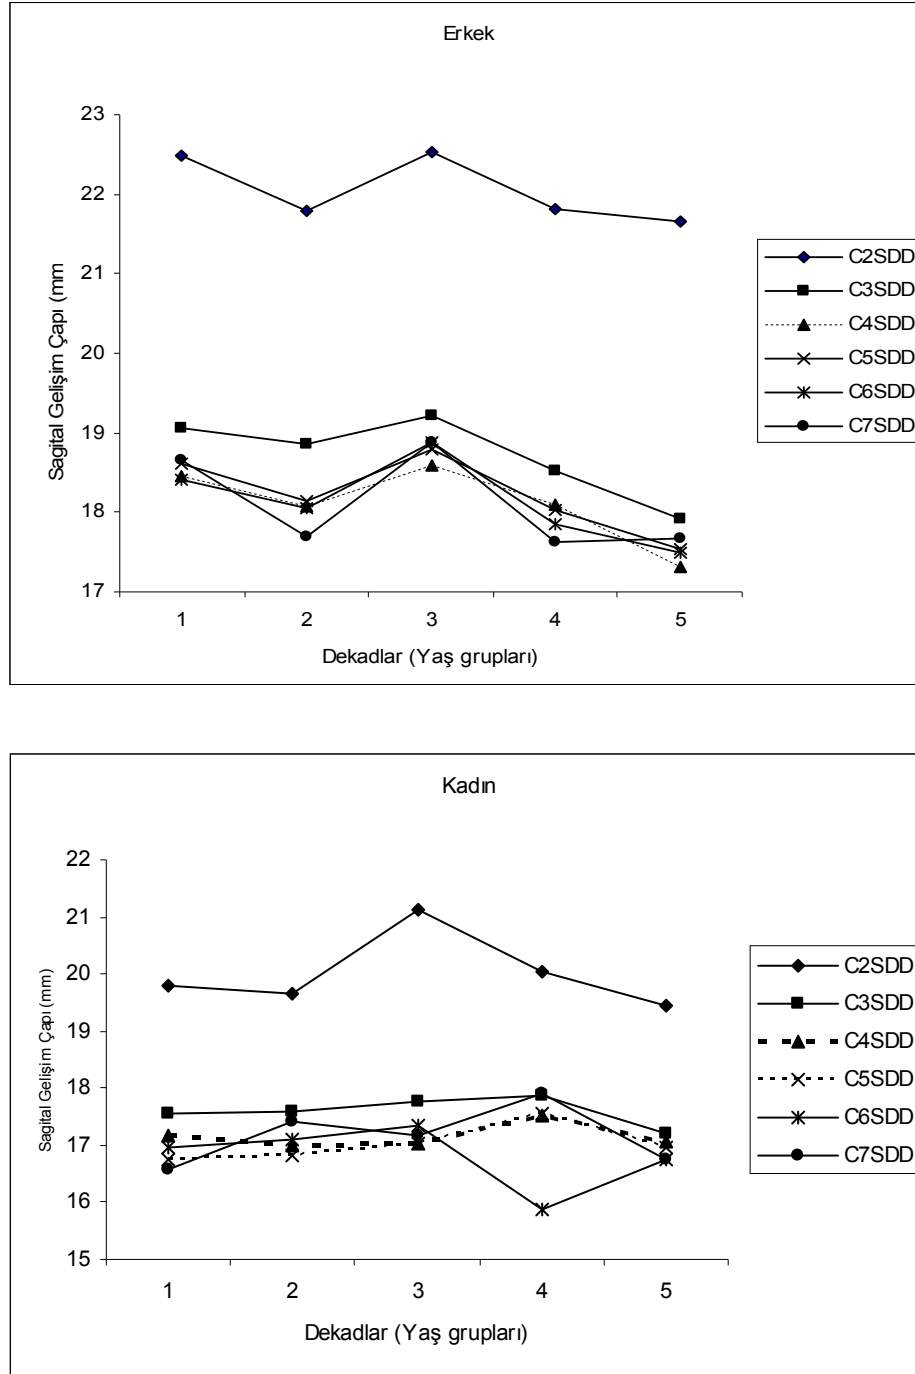 Erkek
23
22
21
20
19
18
17
Sagital Gelişim Çapı (mm
1
2
3
4
5
Dekadlar (Yaş grupları)
C2SDD
C3SDD
C4SDD
C5SDD
C6SDD
C7SDD
Kadın
22
21
20
19
18
17
16
15
Sagital Gelişim Çapı (mm)
1
2
3
4
5
Dekadlar (Yaş grupları)
C2SDD
C3SDD
C4SDD
C5SDD
C6SDD
C7SDD